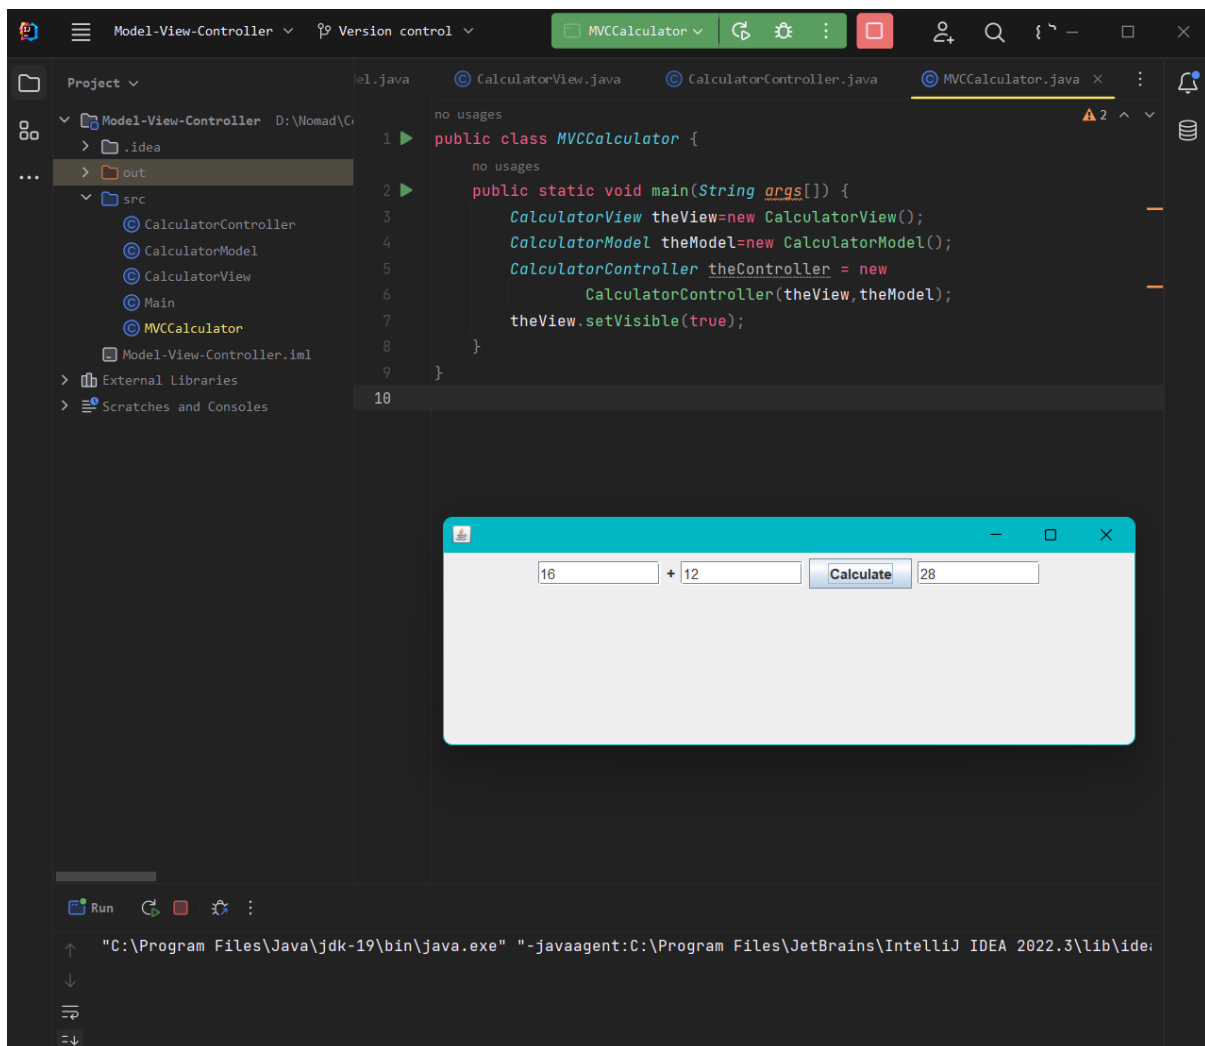 Model-View-Controller
Version control
MVCCalculator
Project
el.java
CalculatorView.java
CalculatorController.java
MVCCalculator.java
Model-View-Controller D:\Nomad\C
.idea
out
src
CalculatorController
CalculatorModel
CalculatorView
Main
MVCCalculator
Model-View-Controller.iml
External Libraries
Scratches and Consoles
no usages
2
1 public class MVCCalculator {
no usages
2 public static void main(String args[]) {
3 CalculatorView theView=new CalculatorView();
4 CalculatorModel theModel=new CalculatorModel();
5 CalculatorController theController = new
6 CalculatorController(theView,theModel);
7 theView.setVisible(true);
8 }
9 }
10
16 + 12 Calculate 28
Run
"C:\Program Files\Java\jdk-19\bin\java.exe" "-javaagent:C:\Program Files\JetBrains\IntelliJ IDEA 2022.3\lib\idea